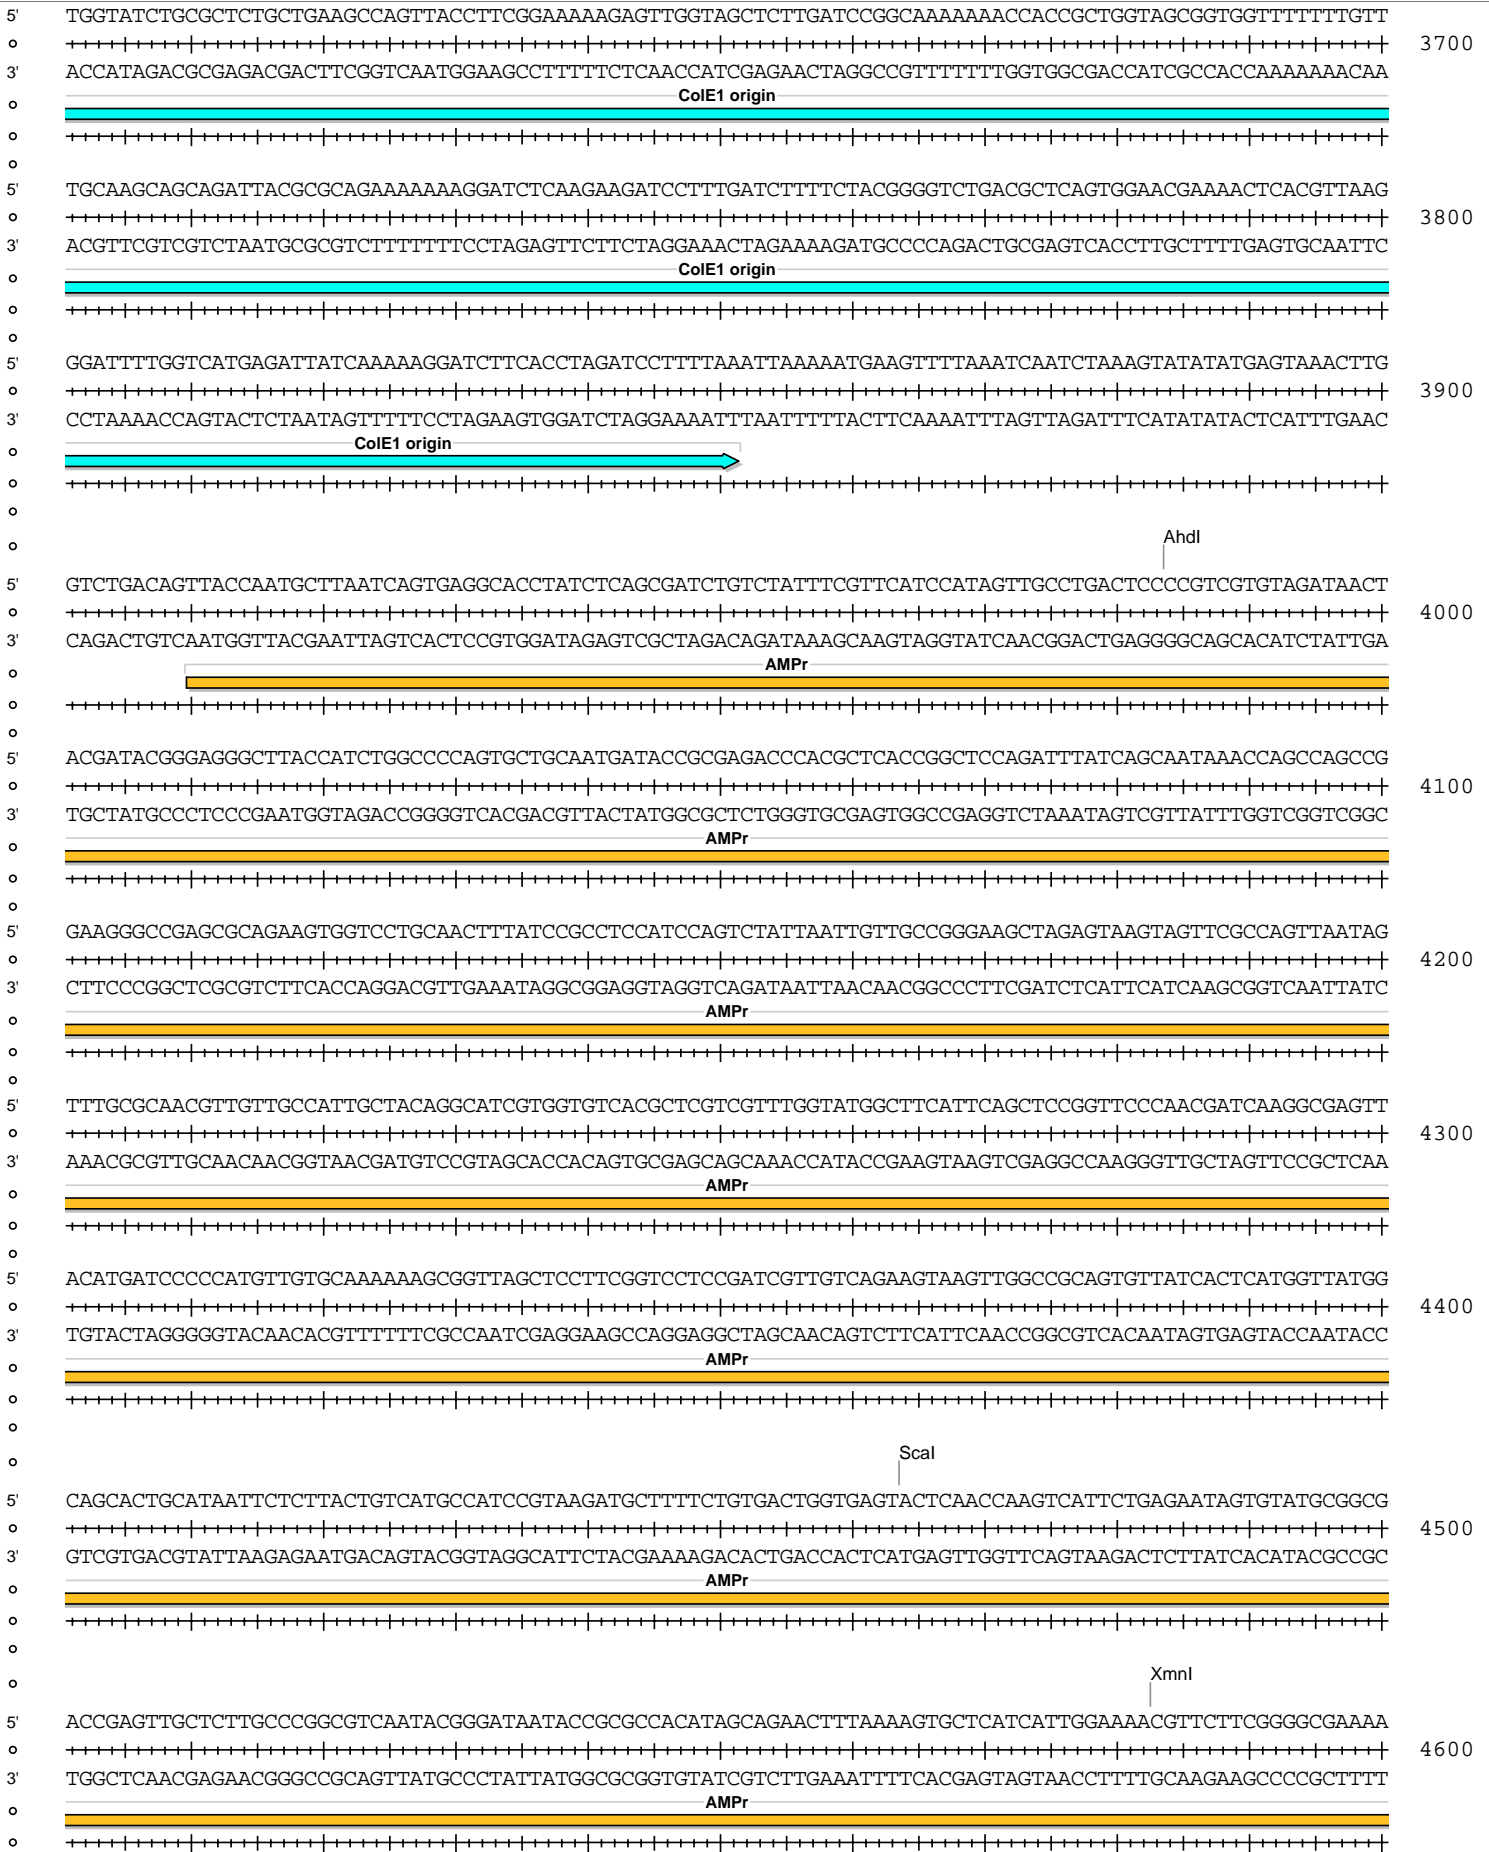 5' TGGTATCTGCGCTCTGCTGAAGCCAGTTACCTTCGGAAAAAGAGTTGGTAGCTCTTGATCCGGCAAAAAAACCACCGCTGGTAGCGGTGGTTTTTTTGTT
3700
3' ACCATAGACGCGAGACGACTTCGGTCAATGGAAGCCTTTTTCTCAACCATCGAGAACTAGGCCGTTTTTTTGGTGGCGACCATCGCCACCAAAAAAACAA
ColE1 origin
5' TGCAAGCAGCAGATTACGCGCAGAAAAAAAGGATCTCAAGAAGATCCTTTGATCTTTTCTACGGGGTCTGACGCTCAGTGGAACGAAAACTCACGTTAAG
3800
3' ACGTTCGTCGTCTAATGCGCGTCTTTTTTTCCTAGAGTTCTTCTAGGAAACTAGAAAAGATGCCCCAGACTGCGAGTCACCTTGCTTTTGAGTGCAATTC
ColE1 origin
5' GGATTTTGGTCATGAGATTATCAAAAAGGATCTTCACCTAGATCCTTTTAAATTAAAAATGAAGTTTTAAATCAATCTAAAGTATATATGAGTAAACTTG
3900
3' CCTAAAACCAGTACTCTAATAGTTTTTCCTAGAAGTGGATCTAGGAAAATTTAATTTTTACTTCAAAATTTAGTTAGATTTCATATATACTCATTTGAAC
ColE1 origin
AhdI
5' GTCTGACAGTTACCAATGCTTAATCAGTGAGGCACCTATCTCAGCGATCTGTCTATTTCGTTCATCCATAGTTGCCTGACTCCCCGTCGTGTAGATAACT
4000
3' CAGACTGTCAATGGTTACGAATTAGTCACTCCGTGGATAGAGTCGCTAGACAGATAAAGCAAGTAGGTATCAACGGACTGAGGGGCAGCACATCTATTGA
AMPr
5' ACGATACGGGAGGGCTTACCATCTGGCCCCAGTGCTGCAATGATACCGCGAGACCCACGCTCACCGGCTCCAGATTTATCAGCAATAAACCAGCCAGCCG
4100
3' TGCTATGCCCTCCCGAATGGTAGACCGGGGTCACGACGTTACTATGGCGCTCTGGGTGCGAGTGGCCGAGGTCTAAATAGTCGTTATTTGGTCGGTCGGC
AMPr
5' GAAGGGCCGAGCGCAGAAGTGGTCCTGCAACTTTATCCGCCTCCATCCAGTCTATTAATTGTTGCCGGGAAGCTAGAGTAAGTAGTTCGCCAGTTAATAG
4200
3' CTTCCCGGCTCGCGTCTTCACCAGGACGTTGAAATAGGCGGAGGTAGGTCAGATAATTAACAACGGCCCTTCGATCTCATTCATCAAGCGGTCAATTATC
AMPr
5' TTTGCGCAACGTTGTTGCCATTGCTACAGGCATCGTGGTGTCACGCTCGTCGTTTGGTATGGCTTCATTCAGCTCCGGTTCCCAACGATCAAGGCGAGTT
4300
3' AAACGCGTTGCAACAACGGTAACGATGTCCGTAGCACCACAGTGCGAGCAGCAAACCATACCGAAGTAAGTCGAGGCCAAGGGTTGCTAGTTCCGCTCAA
AMPr
5' ACATGATCCCCCATGTTGTGCAAAAAAGCGGTTAGCTCCTTCGGTCCTCCGATCGTTGTCAGAAGTAAGTTGGCCGCAGTGTTATCACTCATGGTTATGG
4400
3' TGTACTAGGGGGTACAACACGTTTTTTCGCCAATCGAGGAAGCCAGGAGGCTAGCAACAGTCTTCATTCAACCGGCGTCACAATAGTGAGTACCAATACC
AMPr
ScaI
5' CAGCACTGCATAATTCTCTTACTGTCATGCCATCCGTAAGATGCTTTTCTGTGACTGGTGAGTACTCAACCAAGTCATTCTGAGAATAGTGTATGCGGCG
4500
3' GTCGTGACGTATTAAGAGAATGACAGTACGGTAGGCATTCTACGAAAAGACACTGACCACTCATGAGTTGGTTCAGTAAGACTCTTATCACATACGCCGC
AMPr
XmnI
5' ACCGAGTTGCTCTTGCCCGGCGTCAATACGGGATAATACCGCGCCACATAGCAGAACTTTAAAAGTGCTCATCATTGGAAAACGTTCTTCGGGGCGAAAA
4600
3' TGGCTCAACGAGAACGGGCCGCAGTTATGCCCTATTATGGCGCGGTGTATCGTCTTGAAATTTTCACGAGTAGTAACCTTTTGCAAGAAGCCCCGCTTTT
AMPr